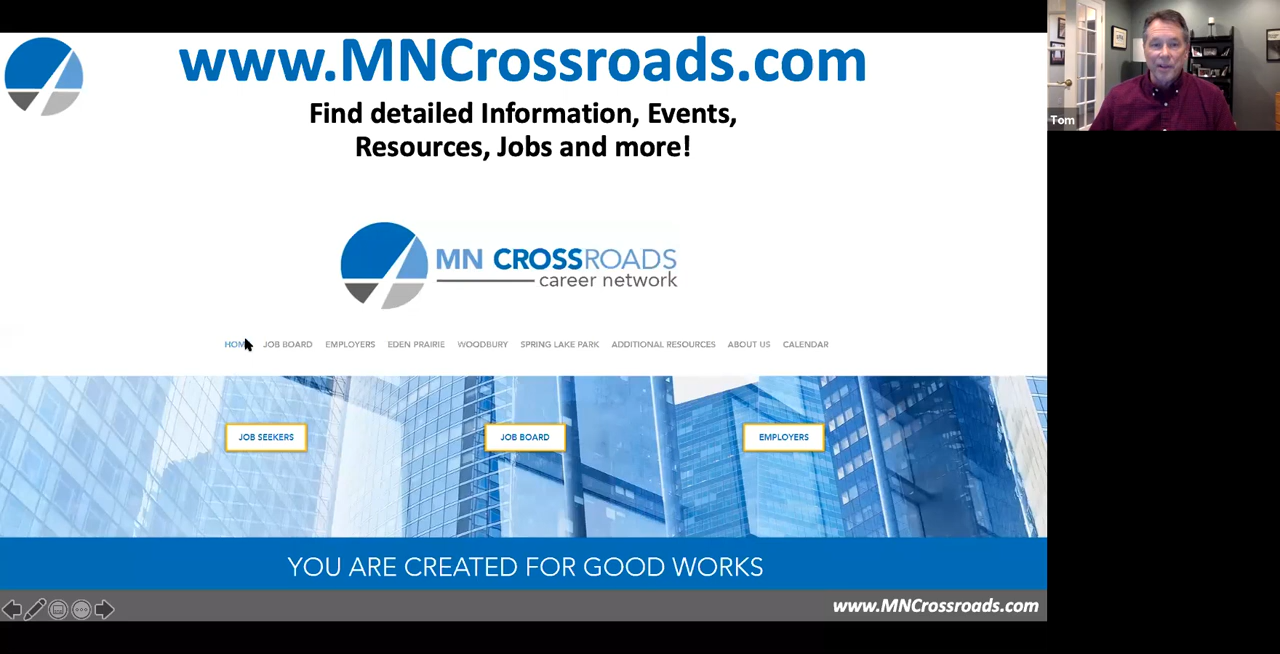 www.MNCrossroads.com
Find detailed Information, Events,
Resources, Jobs and more!
Tom
MN CROSSROADS
career network
HOM JOB BOARD EMPLOYERS EDEN PRAIRIE WOODBURY SPRING LAKE PARK ADDITIONAL RESOURCES ABOUT US CALENDAR
JOB SEEKERS JOB BOARD EMPLOYERS
YOU ARE CREATED FOR GOOD WORKS
www.MNCrossroads.com